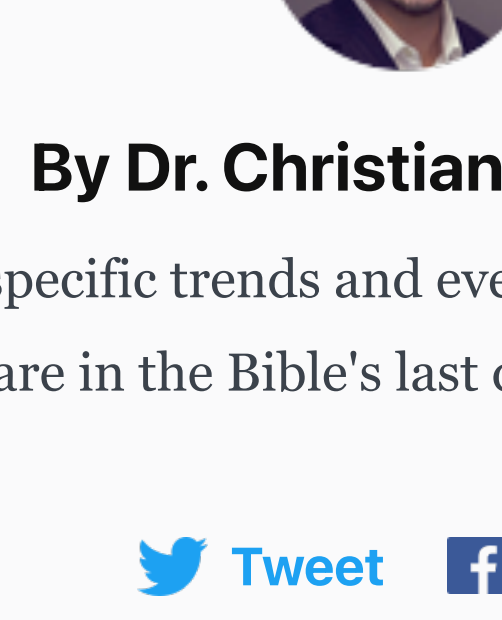 By Dr. Christian
specific trends and eve
are in the Bible's last
Tweet